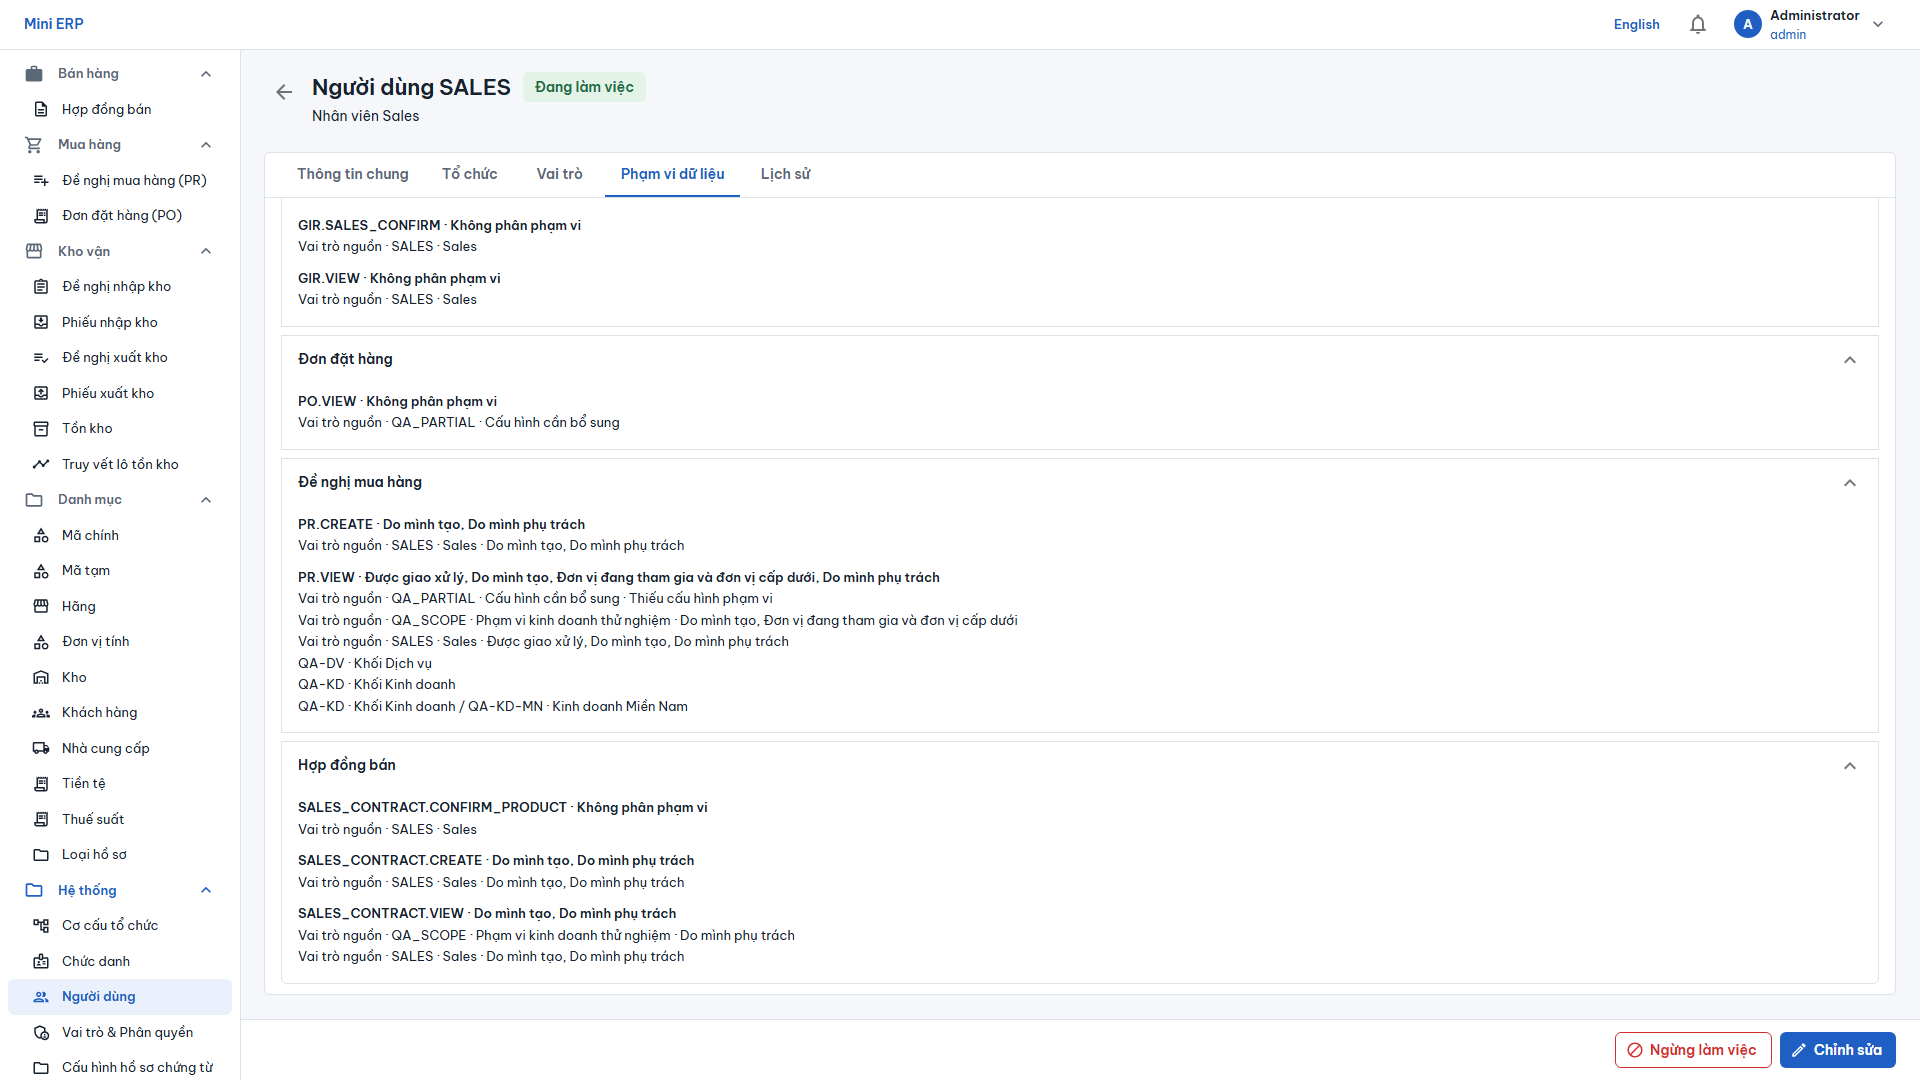 Mini ERP
English
A
Administrator
admin
Bán hàng
Hợp đồng bán
Mua hàng
Đề nghị mua hàng (PR)
Đơn đặt hàng (PO)
Kho vận
Đề nghị nhập kho
Phiếu nhập kho
Đề nghị xuất kho
Phiếu xuất kho
Tồn kho
Truy vết lô tồn kho
Danh mục
Mã chính
Mã tạm
Hãng
Đơn vị tính
Kho
Khách hàng
Nhà cung cấp
Tiền tệ
Thuế suất
Loại hồ sơ
Hệ thống
Cơ cấu tổ chức
Chức danh
Người dùng
Vai trò & Phân quyền
Cấu hình hồ sơ chứng từ
Người dùng SALES
Đang làm việc
Nhân viên Sales
Thông tin chung
Tổ chức
Vai trò
Phạm vi dữ liệu
Lịch sử
GIR.SALES_CONFIRM · Không phân phạm vi
Vai trò nguồn · SALES · Sales
GIR.VIEW · Không phân phạm vi
Vai trò nguồn · SALES · Sales
Đơn đặt hàng
PO.VIEW · Không phân phạm vi
Vai trò nguồn · QA_PARTIAL · Cấu hình cần bổ sung
Đề nghị mua hàng
PR.CREATE · Do mình tạo, Do mình phụ trách
Vai trò nguồn · SALES · Sales · Do mình tạo, Do mình phụ trách
PR.VIEW · Được giao xử lý, Do mình tạo, Đơn vị đang tham gia và đơn vị cấp dưới, Do mình phụ trách
Vai trò nguồn · QA_PARTIAL · Cấu hình cần bổ sung · Thiếu cấu hình phạm vi
Vai trò nguồn · QA_SCOPE · Phạm vi kinh doanh thử nghiệm · Do mình tạo, Đơn vị đang tham gia và đơn vị cấp dưới
Vai trò nguồn · SALES · Sales · Được giao xử lý, Do mình tạo, Do mình phụ trách
QA-DV · Khối Dịch vụ
QA-KD · Khối Kinh doanh
QA-KD · Khối Kinh doanh / QA-KD-MN · Kinh doanh Miền Nam
Hợp đồng bán
SALES_CONTRACT.CONFIRM_PRODUCT · Không phân phạm vi
Vai trò nguồn · SALES · Sales
SALES_CONTRACT.CREATE · Do mình tạo, Do mình phụ trách
Vai trò nguồn · SALES · Sales · Do mình tạo, Do mình phụ trách
SALES_CONTRACT.VIEW · Do mình tạo, Do mình phụ trách
Vai trò nguồn · QA_SCOPE · Phạm vi kinh doanh thử nghiệm · Do mình phụ trách
Vai trò nguồn · SALES · Sales · Do mình tạo, Do mình phụ trách
Ngừng làm việc
Chỉnh sửa